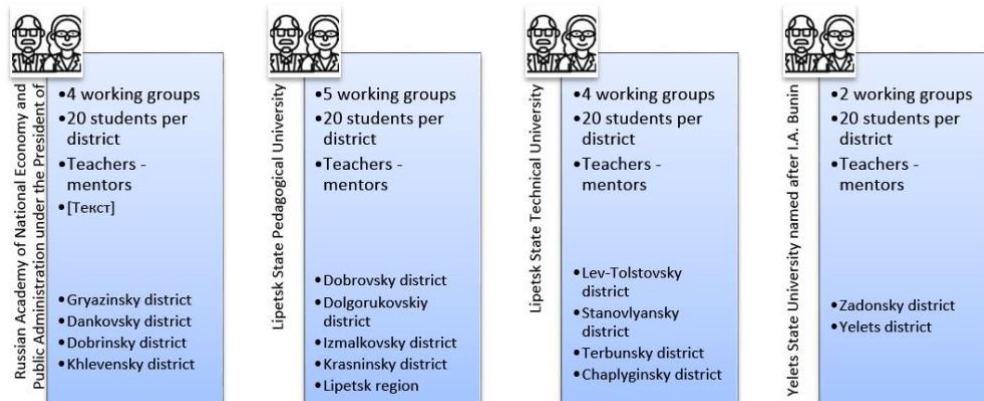 Russian Academy of National Economy and
Public Administration under the President of
•4 working groups
•20 students per
district
•Teachers -
mentors
•[Текст]
•Gryazinsky district
•Dankovsky district
•Dobrinsky district
•Khlevensky district
Lipetsk State Pedagogical University
•5 working groups
•20 students per
district
•Teachers -
mentors
•Dobrovsky district
•Dolgorukovskiy
district
•Izmalkovsky district
•Krasninsky district
•Lipetsk region
Lipetsk State Technical University
•4 working groups
•20 students per
district
•Teachers -
mentors
•Lev-Tolstovsky
district
•Stanovlyansky
district
•Terbunsky district
•Chaplyginsky district
Yelets State University named after I.A. Bunin
•2 working groups
•20 students per
district
•Teachers -
mentors
•Zadonsky district
•Yelets district